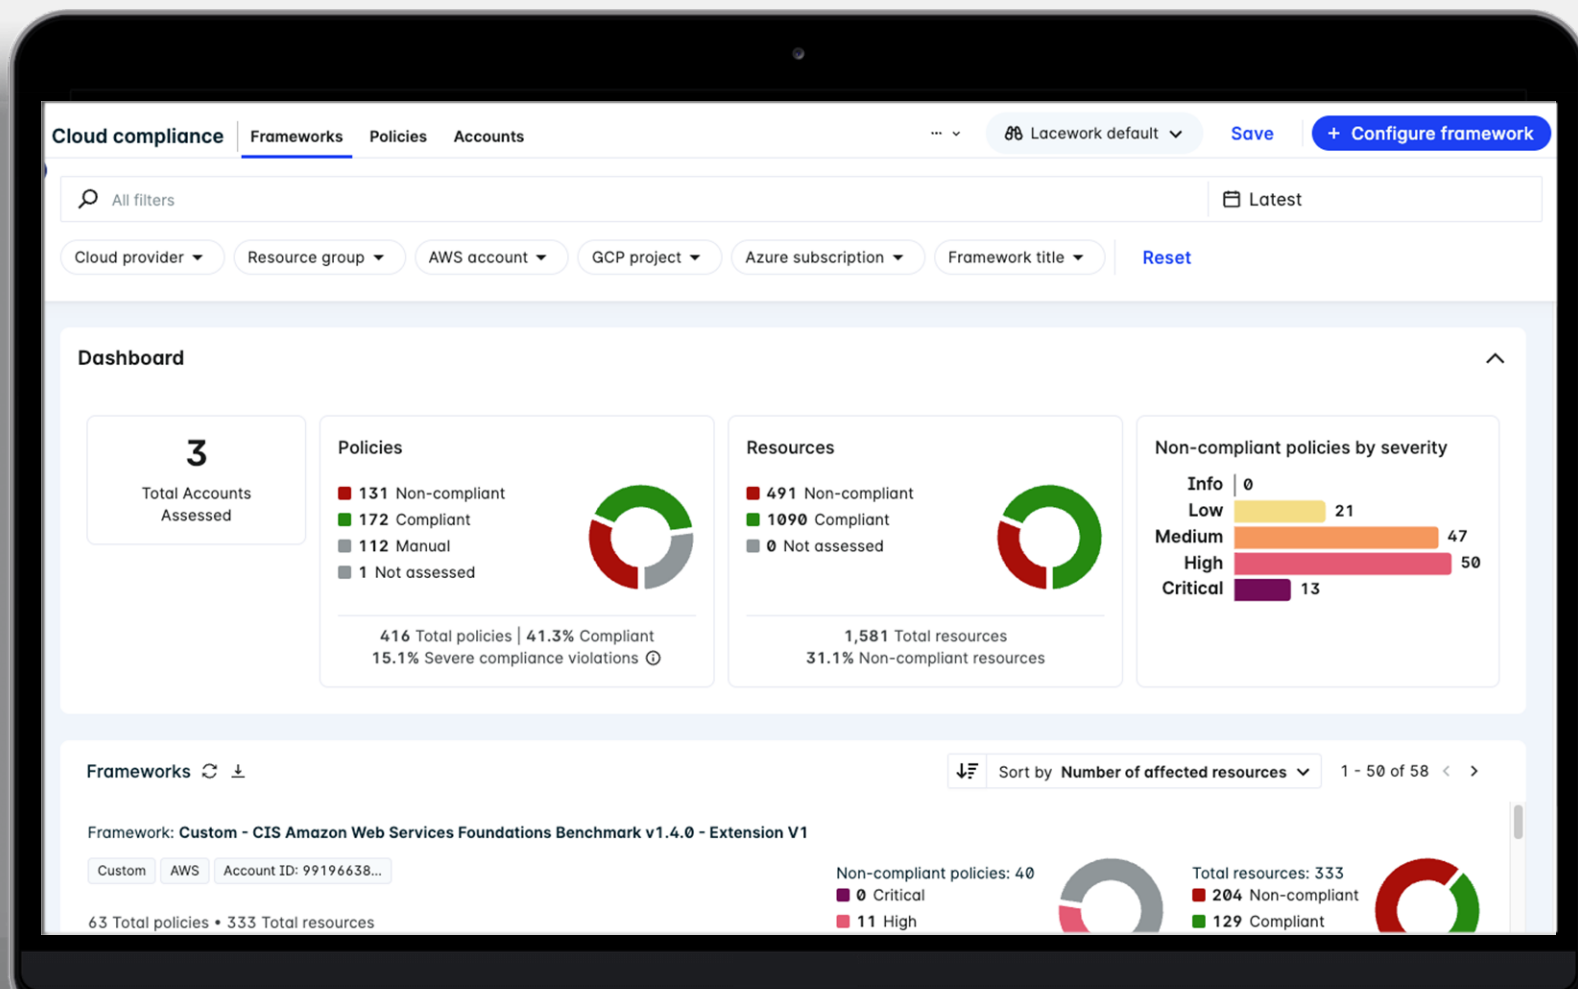 Cloud compliance
Frameworks
Policies
Accounts
...
Lacework default
Save
+ Configure framework
All filters
Latest
Cloud provider
Resource group
AWS account
GCP project
Azure subscription
Framework title
Reset
Dashboard
3
Total Accounts
Assessed
Policies
131 Non-compliant
172 Compliant
112 Manual
1 Not assessed
416 Total policies | 41.3% Compliant
15.1% Severe compliance violations
Resources
491 Non-compliant
1090 Compliant
0 Not assessed
1,581 Total resources
31.1% Non-compliant resources
Non-compliant policies by severity
Info 0
Low 21
Medium 47
High 50
Critical 13
Frameworks
Sort by Number of affected resources
1 - 50 of 58
Framework: Custom - CIS Amazon Web Services Foundations Benchmark v1.4.0 - Extension V1
Custom
AWS
Account ID: 99196638...
63 Total policies • 333 Total resources
Non-compliant policies: 40
0 Critical
11 High
Total resources: 333
204 Non-compliant
129 Compliant